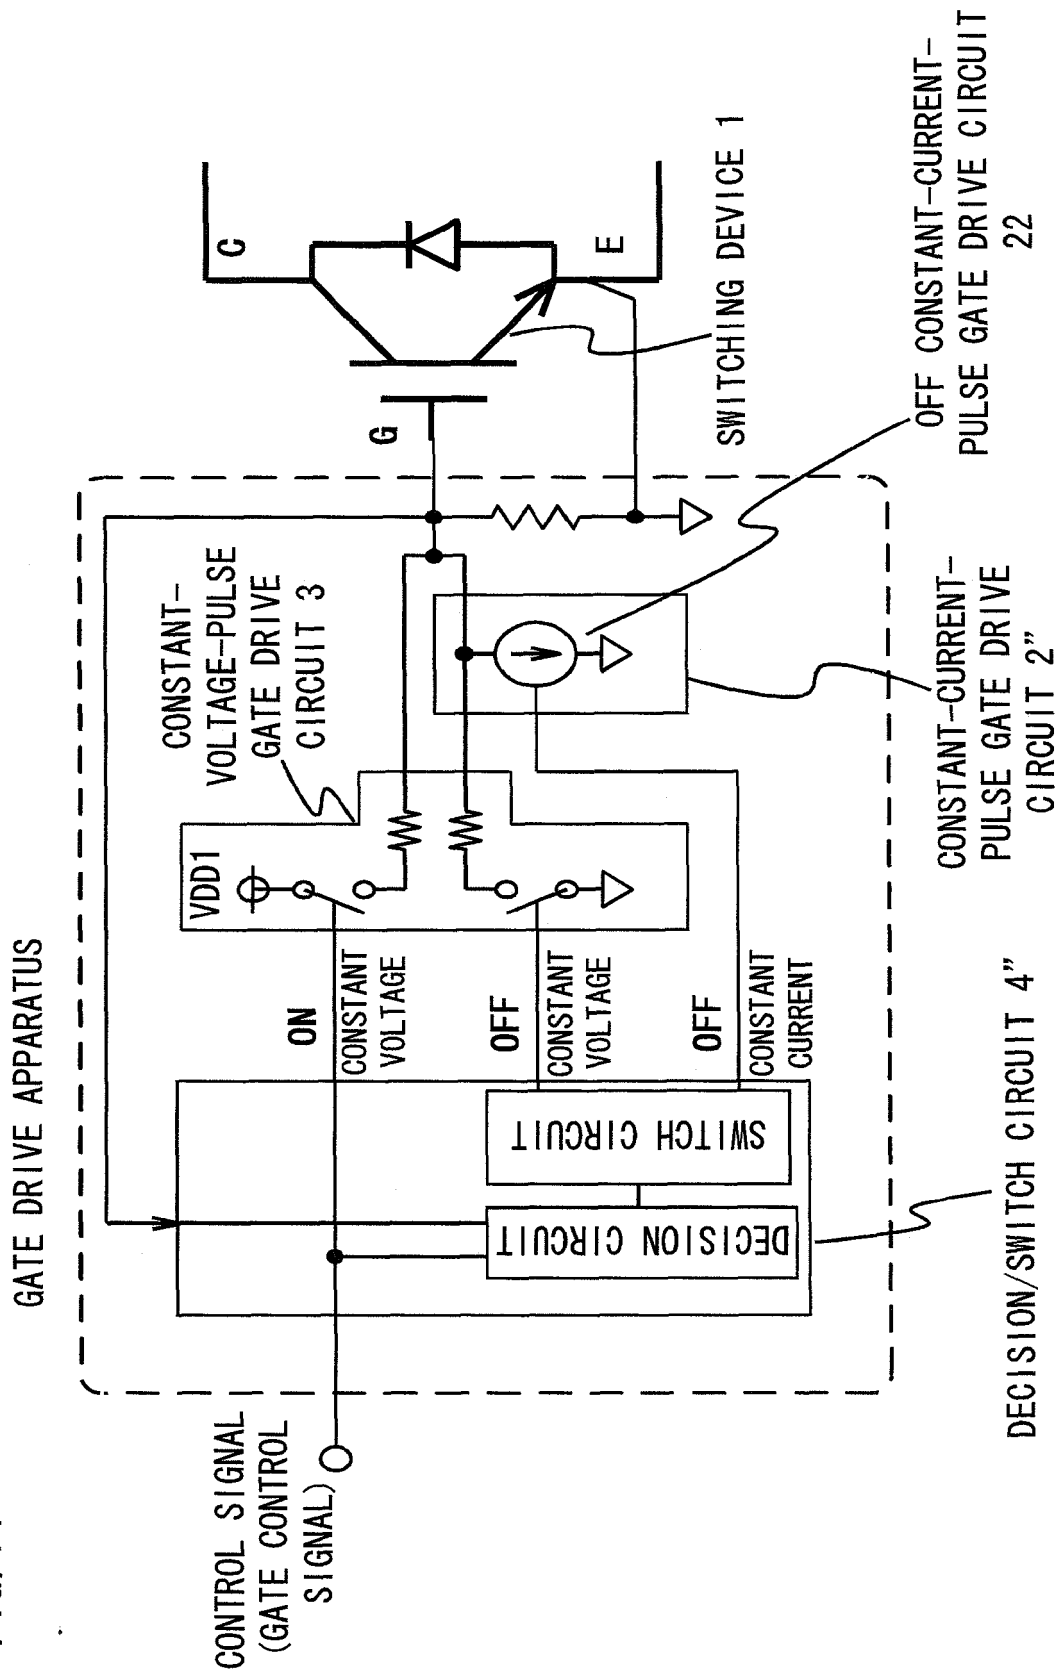 GATE DRIVE APPARATUS
CONTROL SIGNAL
(GATE CONTROL
SIGNAL)
ON
CONSTANT
VOLTAGE
OFF
CONSTANT
VOLTAGE
OFF
CONSTANT
CURRENT
DECISION CIRCUIT
SWITCH CIRCUIT
DECISION/SWITCH CIRCUIT 4”
VDD1
CONSTANT-
VOLTAGE-PULSE
GATE DRIVE
CIRCUIT 3
CONSTANT-CURRENT-
PULSE GATE DRIVE
CIRCUIT 2”
G
C
E
SWITCHING DEVICE 1
OFF CONSTANT-CURRENT-
PULSE GATE DRIVE CIRCUIT
22